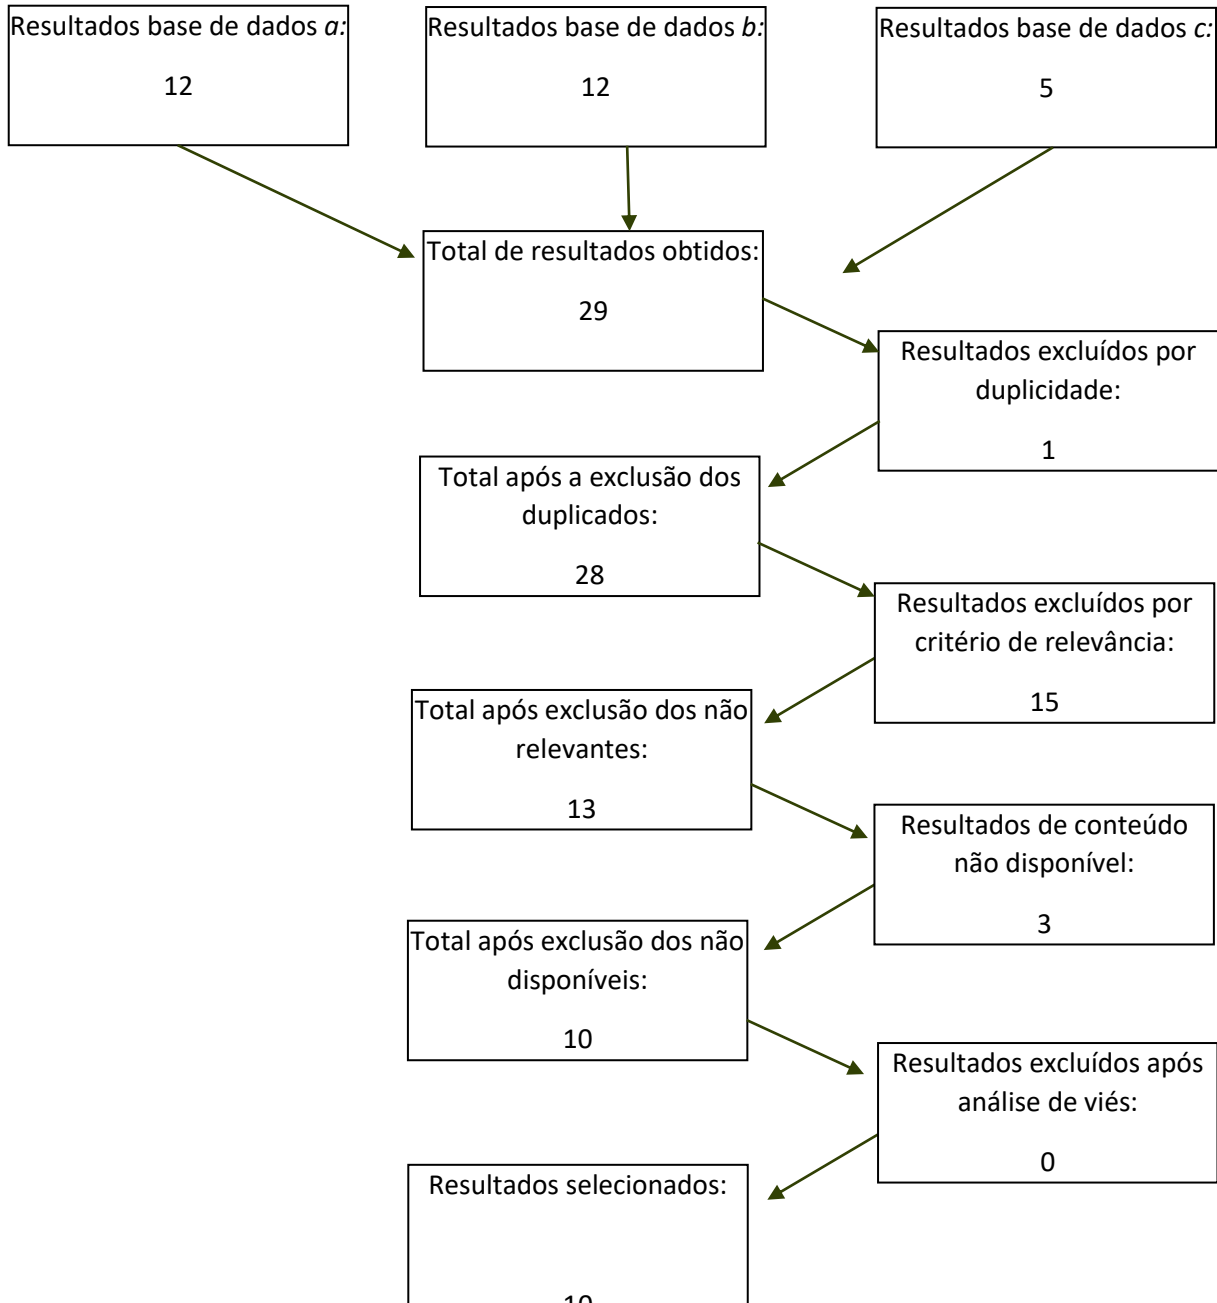 Resultados base de dados a:
12
Resultados base de dados b:
12
Resultados base de dados c:
5
Total de resultados obtidos:
29
Resultados excluídos por
duplicidade:
1
Total após a exclusão dos
duplicados:
28
Resultados excluídos por
critério de relevância:
15
Total após exclusão dos não
relevantes:
13
Resultados de conteúdo
não disponível:
3
Total após exclusão dos não
disponíveis:
10
Resultados excluídos após
análise de viés:
0
Resultados selecionados:
10